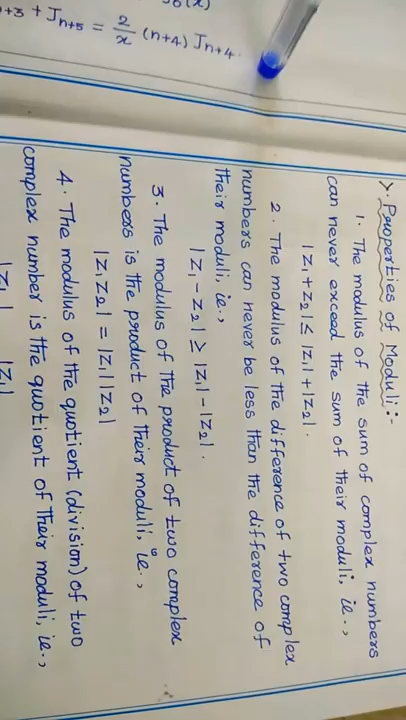 J_{n+5} = 2/x (n+4) J_{n+4}.
> Properties of Moduli:-
1. The modulus of the sum of complex numbers
can never exceed the sum of their moduli, ie.,
|z1+z2| ≤ |z1|+|z2|.
2. The modulus of the difference of two complex
numbers can never be less than the difference of
their moduli, ie.,
|z1-z2| ≥ |z1|-|z2|.
3. The modulus of the product of two complex
numbers is the product of their moduli, ie.,
|z1z2| = |z1||z2|
4. The modulus of the quotient (division) of two
complex number is the quotient of their moduli, ie.,
|z1| |z1|